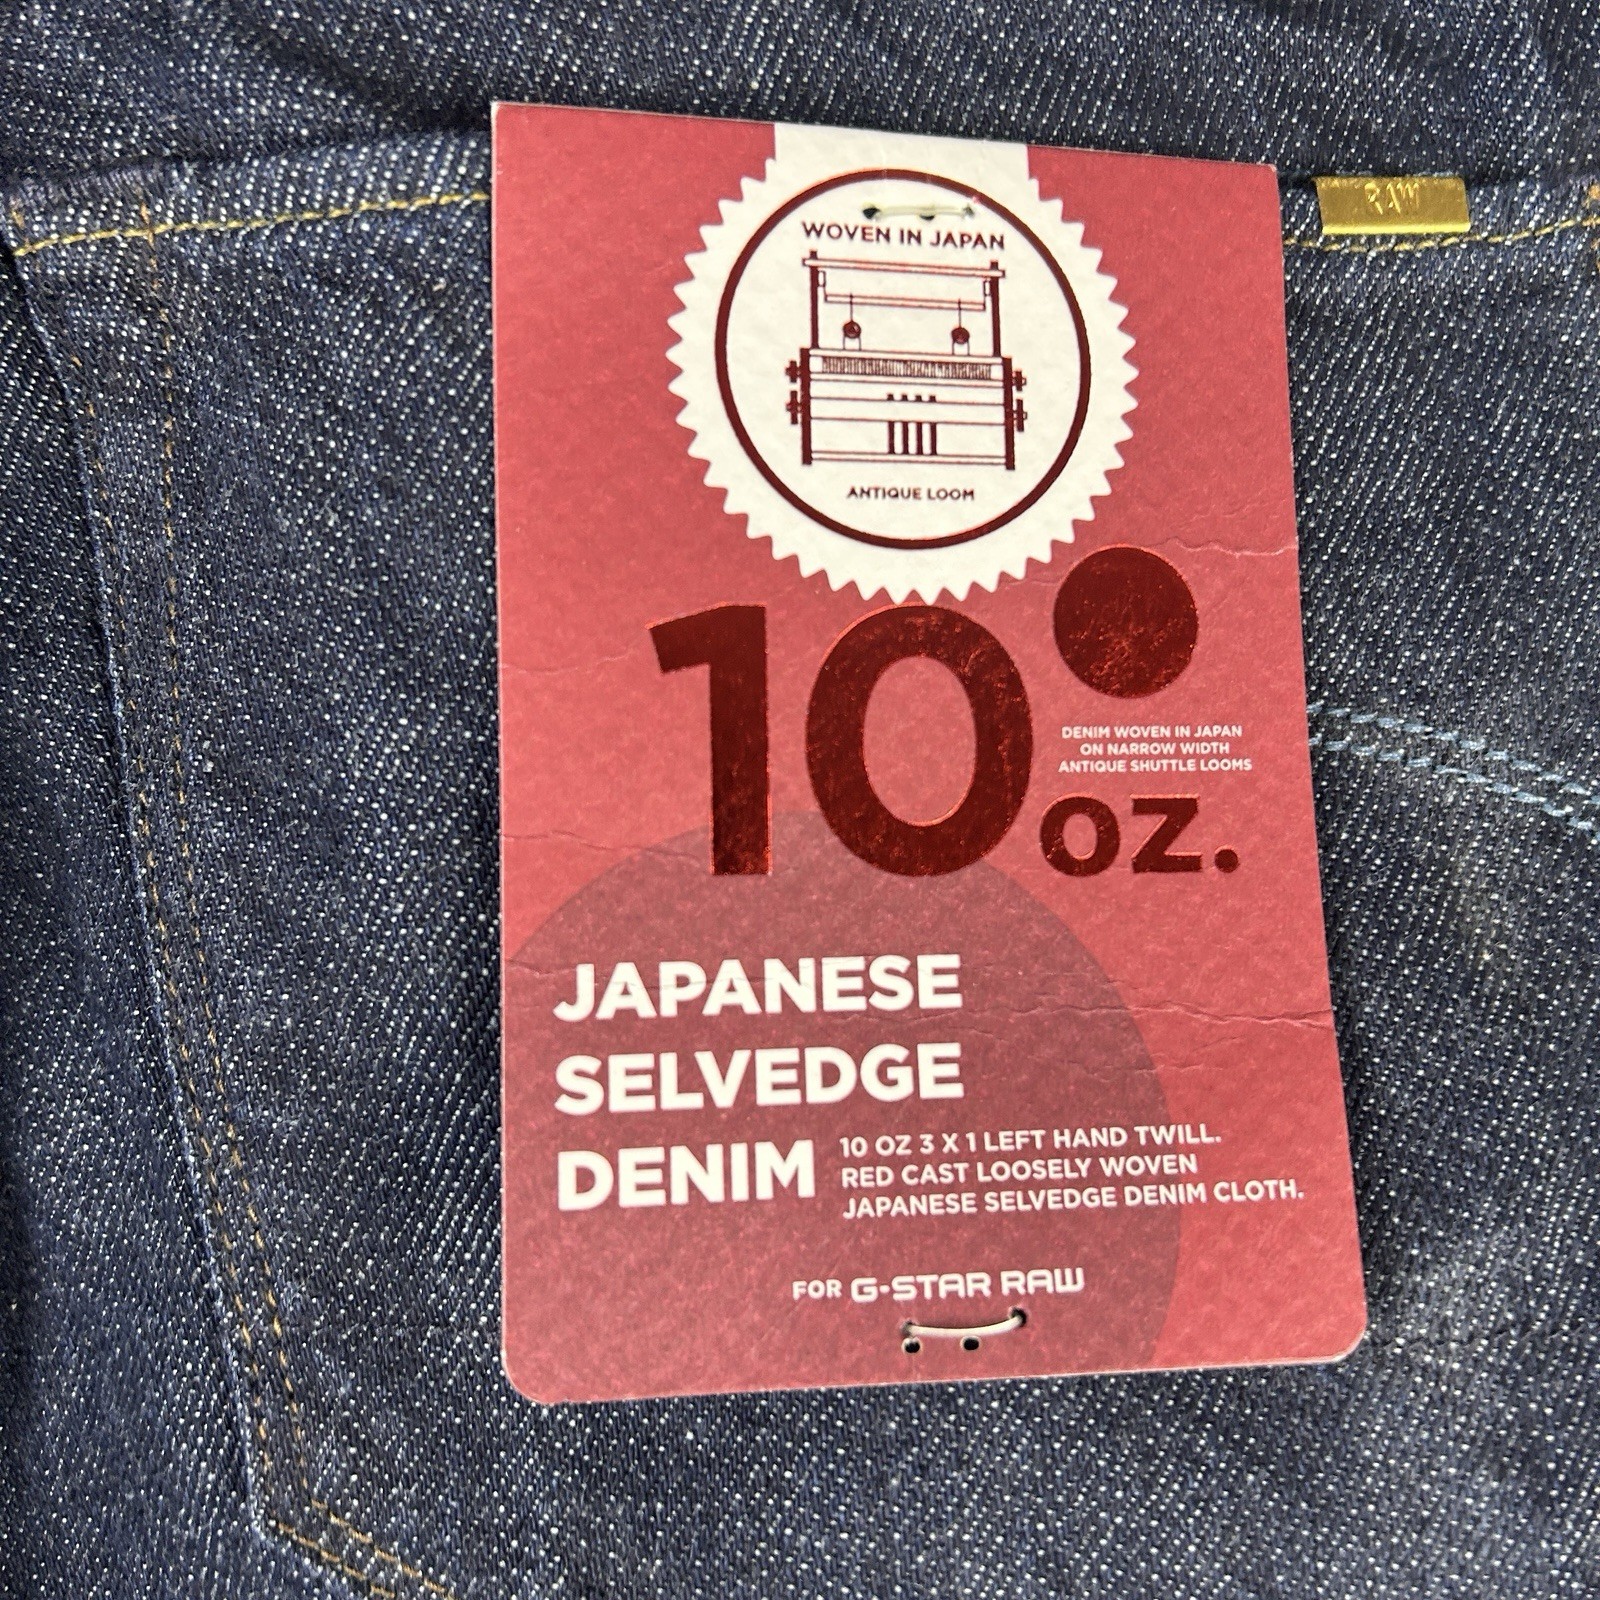 WOVEN IN JAPAN
ANTIQUE LOOM
RAW
10
DENIM WOVEN IN JAPAN
ON NARROW WIDTH
ANTIQUE SHUTTLE LOOMS
OZ.
JAPANESE
SELVEDGE
DENIM
10 OZ 3 X 1 LEFT HAND TWILL.
RED CAST LOOSELY WOVEN
JAPANESE SELVEDGE DENIM CLOTH.
FOR G-STAR RAW